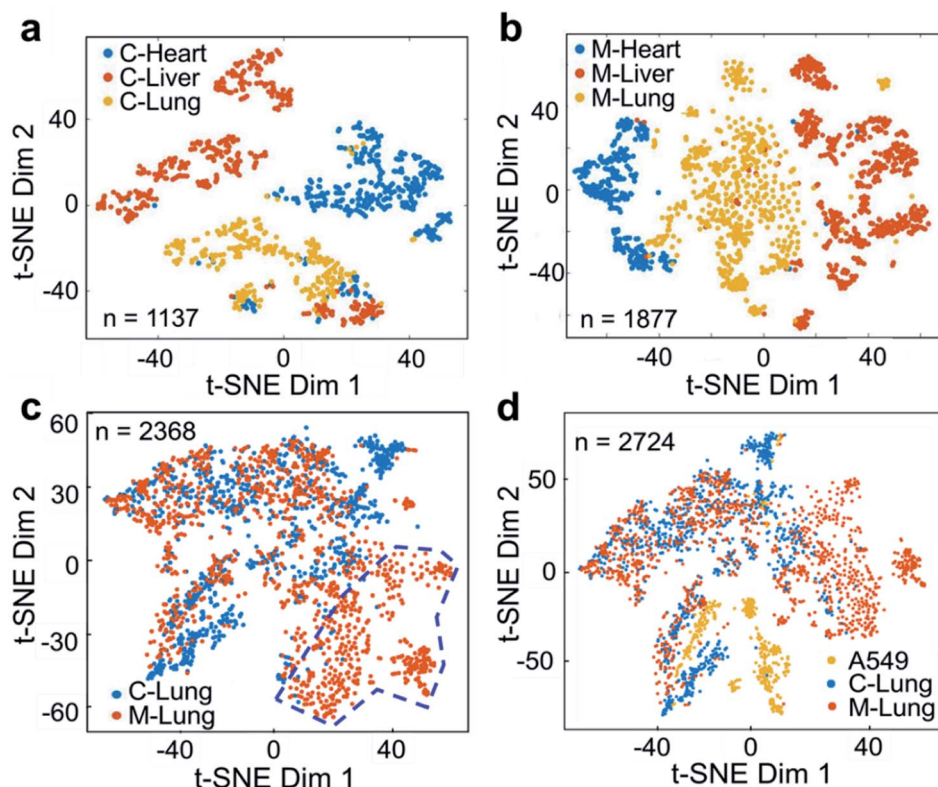 a
C-Heart
C-Liver
C-Lung
t-SNE Dim 2
40
0
-40
n = 1137
-40
0
40
t-SNE Dim 1
b
M-Heart
M-Liver
M-Lung
t-SNE Dim 2
40
0
-40
n = 1877
-40
0
40
t-SNE Dim 1
c
n = 2368
t-SNE Dim 2
60
30
0
-30
-60
C-Lung
M-Lung
-40
0
40
t-SNE Dim 1
d
n = 2724
t-SNE Dim 2
50
0
-50
A549
C-Lung
M-Lung
-40
0
40
t-SNE Dim 1